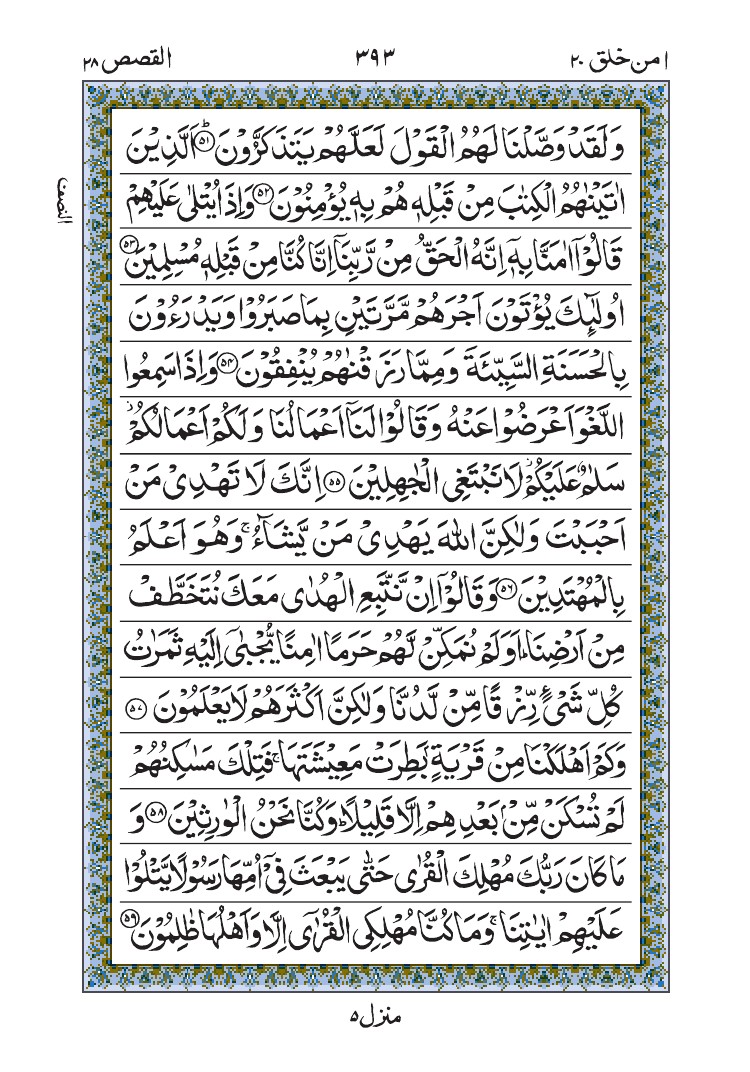 امن خلق ٢٠
٣٩٣
القصص ٢٨
وَلَقَدْ وَصَّلْنَا لَهُمُ الْقَوْلَ لَعَلَّهُمْ يَتَذَكَّرُوْنَ ؕ ﴿٥١﴾ اَلَّذِيْنَ
اٰتَيْنٰهُمُ الْكِتٰبَ مِنْ قَبْلِهٖ هُمْ بِهٖ يُؤْمِنُوْنَ ﴿٥٢﴾ وَاِذَا يُتْلٰى عَلَيْهِمْ
قَالُوْٓا اٰمَنَّا بِهٖٓ اِنَّهُ الْحَقُّ مِنْ رَّبِّنَآ اِنَّا كُنَّا مِنْ قَبْلِهٖ مُسْلِمِيْنَ ﴿٥٣﴾
اُولٰٓئِكَ يُؤْتَوْنَ اَجْرَهُمْ مَّرَّتَيْنِ بِمَا صَبَرُوْا وَيَدْرَءُوْنَ
بِالْحَسَنَةِ السَّيِّئَةَ وَمِمَّا رَزَقْنٰهُمْ يُنْفِقُوْنَ ﴿٥٤﴾ وَاِذَا سَمِعُوا
اللَّغْوَ اَعْرَضُوْا عَنْهُ وَقَالُوْا لَنَآ اَعْمَالُنَا وَلَكُمْ اَعْمَالُكُمْ ؗ
سَلٰمٌ عَلَيْكُمْ ؗ لَا نَبْتَغِى الْجٰهِلِيْنَ ﴿٥٥﴾ اِنَّكَ لَا تَهْدِىْ مَنْ
اَحْبَبْتَ وَلٰكِنَّ اللّٰهَ يَهْدِىْ مَنْ يَّشَآءُ ۚ وَهُوَ اَعْلَمُ
بِالْمُهْتَدِيْنَ ﴿٥٦﴾ وَقَالُوْٓا اِنْ نَّتَّبِعِ الْهُدٰى مَعَكَ نُتَخَطَّفْ
مِنْ اَرْضِنَا ؕ اَوَلَمْ نُمَكِّنْ لَّهُمْ حَرَمًا اٰمِنًا يُّجْبٰٓى اِلَيْهِ ثَمَرٰتُ
كُلِّ شَىْءٍ رِّزْقًا مِّنْ لَّدُنَّا وَلٰكِنَّ اَكْثَرَهُمْ لَا يَعْلَمُوْنَ ﴿٥٧﴾
وَكَمْ اَهْلَكْنَا مِنْ قَرْيَةٍۭ بَطِرَتْ مَعِيْشَتَهَا ۚ فَتِلْكَ مَسٰكِنُهُمْ
لَمْ تُسْكَنْ مِّنْۢ بَعْدِهِمْ اِلَّا قَلِيْلًا ؕ وَكُنَّا نَحْنُ الْوٰرِثِيْنَ ﴿٥٨﴾ وَ
مَا كَانَ رَبُّكَ مُهْلِكَ الْقُرٰى حَتّٰى يَبْعَثَ فِىْٓ اُمِّهَا رَسُوْلًا يَّتْلُوْا
عَلَيْهِمْ اٰيٰتِنَا ۚ وَمَا كُنَّا مُهْلِكِى الْقُرٰٓى اِلَّا وَاَهْلُهَا ظٰلِمُوْنَ ﴿٥٩﴾
النصف
منزل ٥